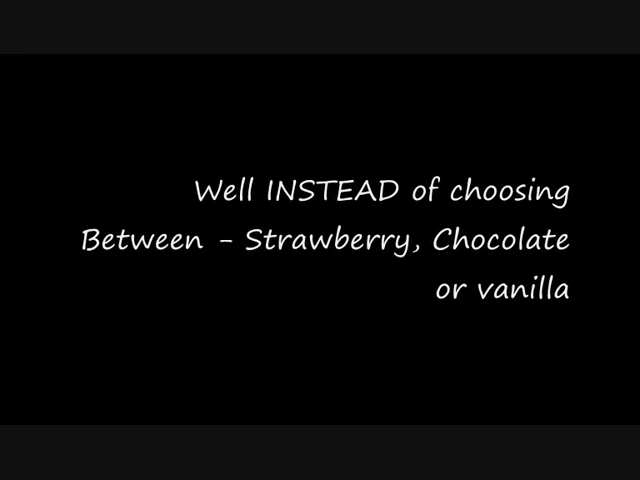 Well INSTEAD of choosing
Between - Strawberry, Chocolate
or vanilla